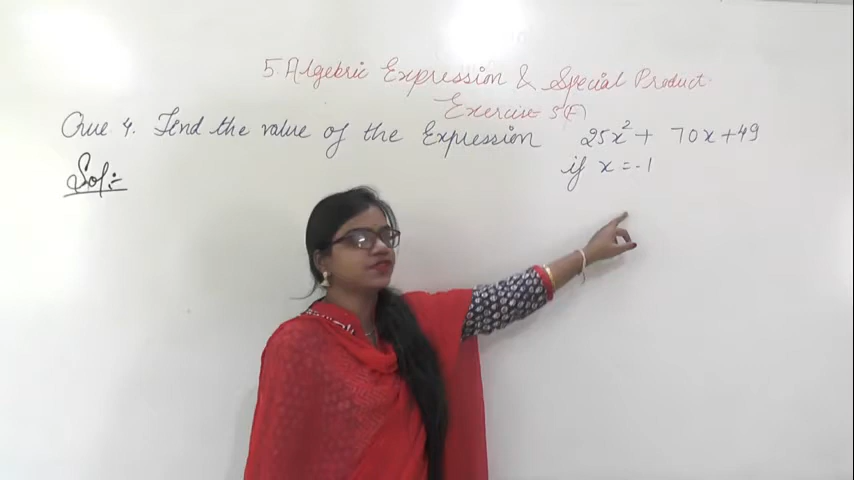 5. Algebric Expression & Special Product.
Exercise 5(F)
Que 4. Find the value of the Expression 25x² + 70x + 49
if x = -1
Sol:-